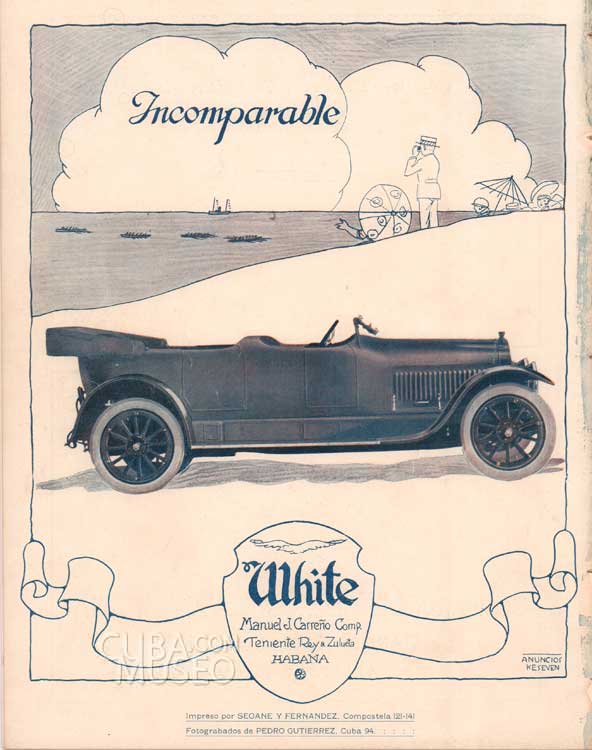 Incomparable
White
Manuel J. Carreño Comp.
Teniente Rey a Zulueta
HABANA
CUBA.COM
MUSEO
ANUNCIOS
KESEVEN
Impreso por SEOANE Y FERNANDEZ, Compostela 121-141
Fotograbados de PEDRO GUTIERREZ, Cuba 94. : : : : :